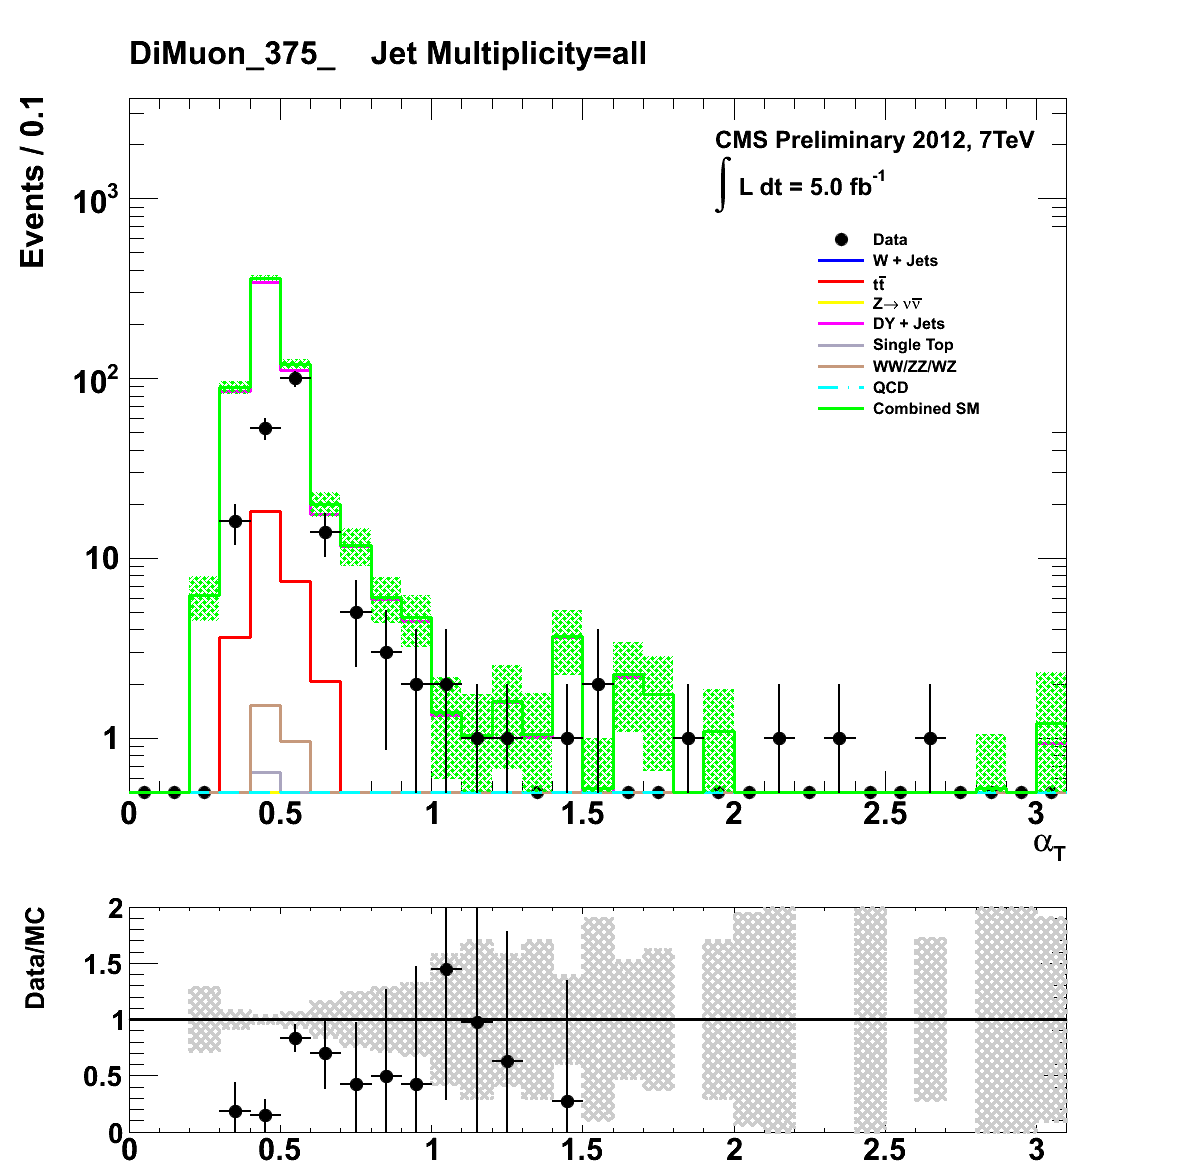 DiMuon_375_ Jet Multiplicity=all
Events / 0.1
CMS Preliminary 2012, 7TeV
∫ L dt = 5.0 fb⁻¹
Data
W + Jets
tt̅
Z→ νν̅
DY + Jets
Single Top
WW/ZZ/WZ
QCD
Combined SM
10³
10²
10
1
0 0.5 1 1.5 2 2.5 3
α_T
Data/MC
2
1.5
1
0.5
0
0 0.5 1 1.5 2 2.5 3